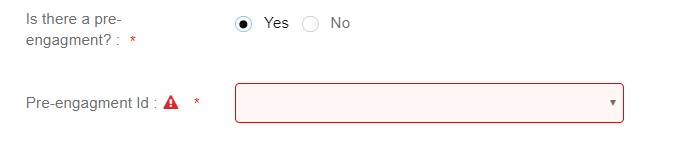 Is there a pre-
engagment? : *
Yes No
Pre-engagment Id : *